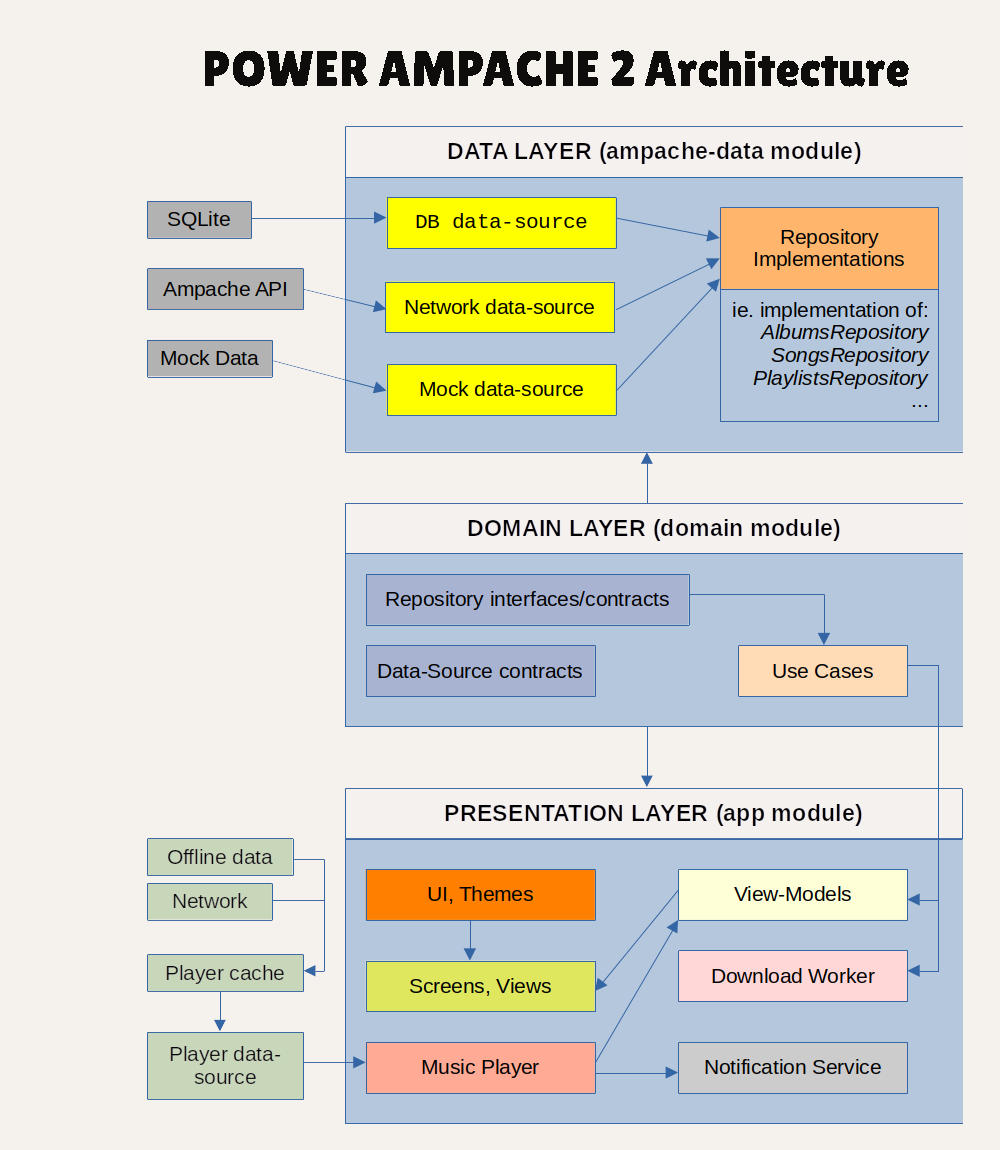 POWER AMPACHE 2 Architecture
DATA LAYER (ampache-data module)
SQLite
DB data-source
Repository
Implementations
Ampache API
Network data-source
ie. implementation of:
AlbumsRepository
SongsRepository
PlaylistsRepository
...
Mock Data
Mock data-source
DOMAIN LAYER (domain module)
Repository interfaces/contracts
Data-Source contracts
Use Cases
PRESENTATION LAYER (app module)
Offline data
Network
Player cache
Player data-
source
UI, Themes
View-Models
Screens, Views
Download Worker
Music Player
Notification Service